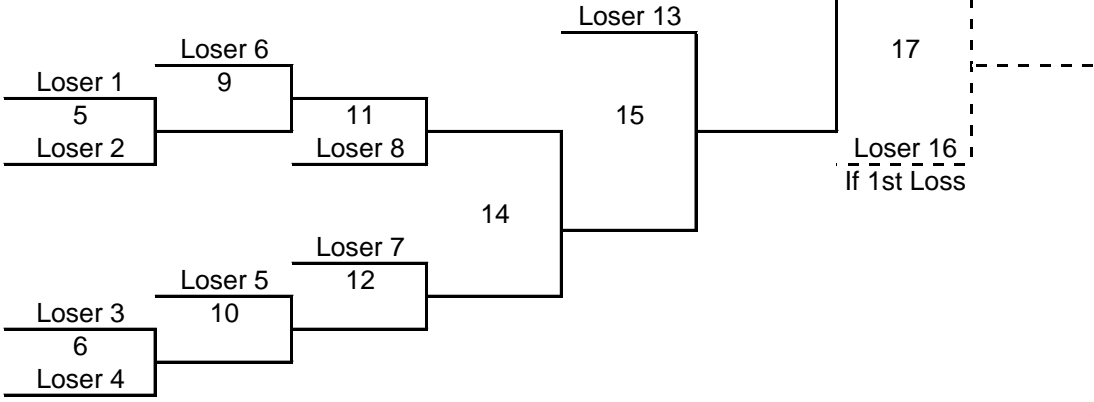 Loser 13
Loser 6
17
Loser 1
9
5
11
15
Loser 2
Loser 8
Loser 16
If 1st Loss
14
Loser 7
Loser 5
12
Loser 3
10
6
Loser 4